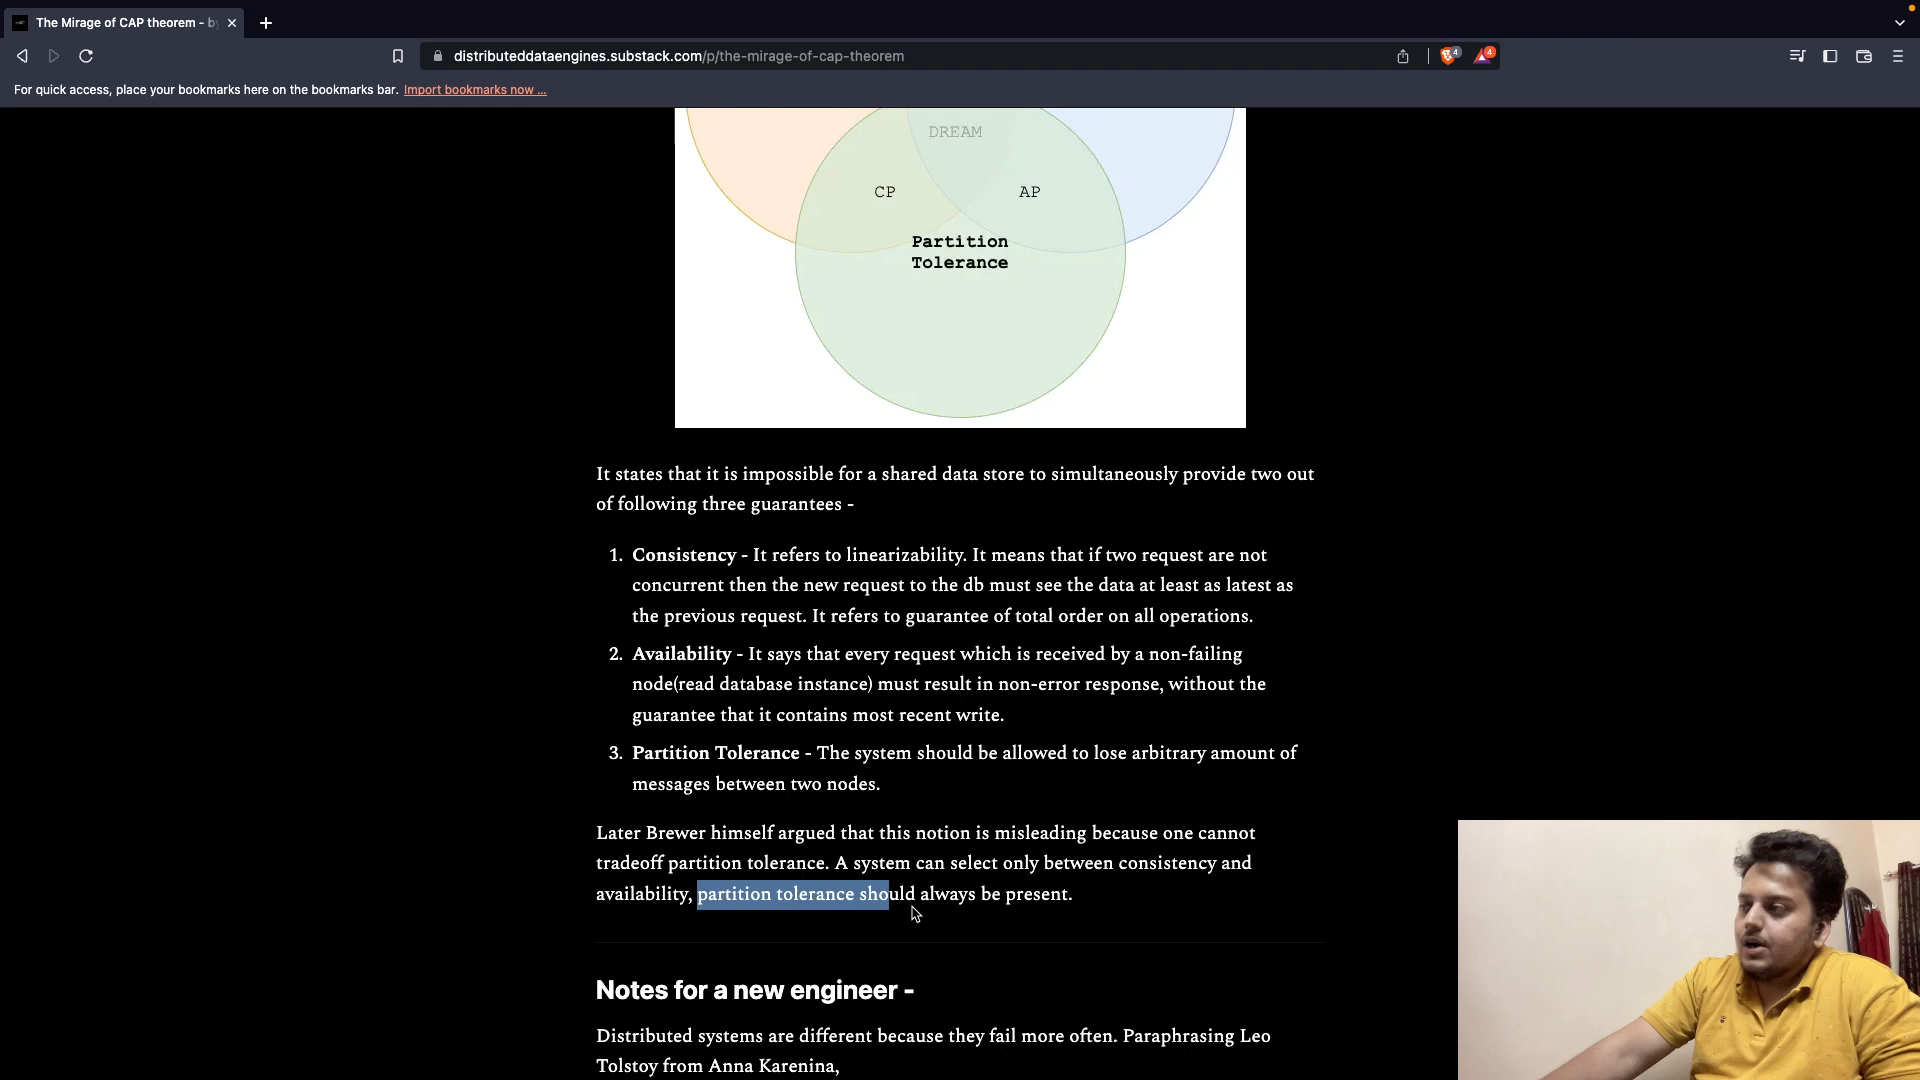 The Mirage of CAP theorem - by
distributeddataengines.substack.com/p/the-mirage-of-cap-theorem
4
4
For quick access, place your bookmarks here on the bookmarks bar. Import bookmarks now ...
DREAM
CP
AP
Partition
Tolerance
It states that it is impossible for a shared data store to simultaneously provide two out
of following three guarantees -
1. Consistency - It refers to linearizability. It means that if two request are not
concurrent then the new request to the db must see the data at least as latest as
the previous request. It refers to guarantee of total order on all operations.
2. Availability - It says that every request which is received by a non-failing
node(read database instance) must result in non-error response, without the
guarantee that it contains most recent write.
3. Partition Tolerance - The system should be allowed to lose arbitrary amount of
messages between two nodes.
Later Brewer himself argued that this notion is misleading because one cannot
tradeoff partition tolerance. A system can select only between consistency and
availability, partition tolerance should always be present.
Notes for a new engineer -
Distributed systems are different because they fail more often. Paraphrasing Leo
Tolstoy from Anna Karenina,